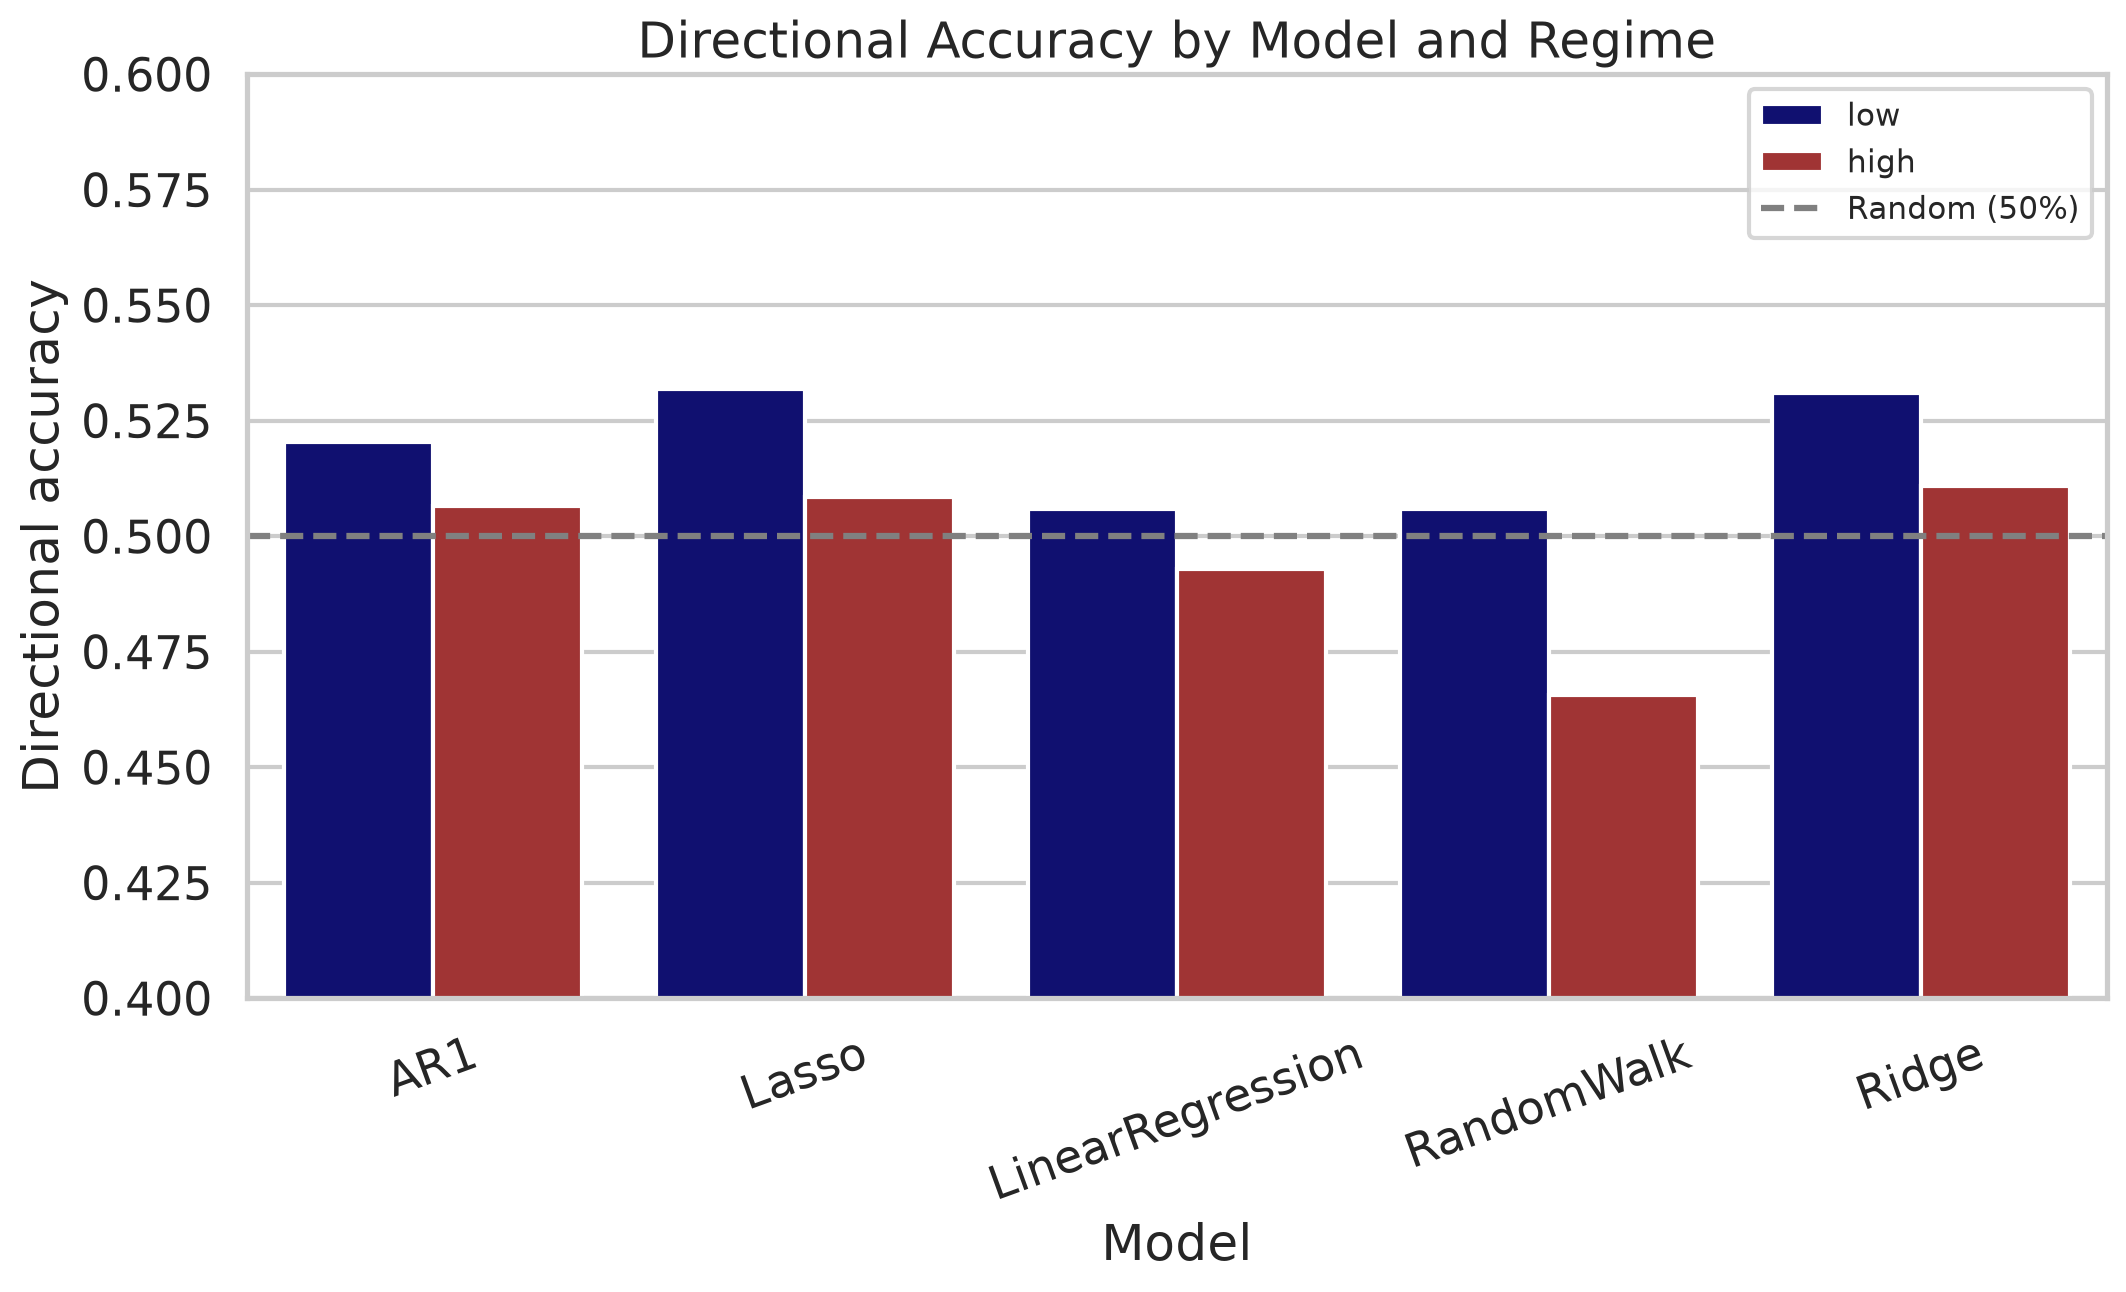 Directional Accuracy by Model and Regime
low
high
Random (50%)
Directional accuracy
0.600
0.575
0.550
0.525
0.500
0.475
0.450
0.425
0.400
AR1
Lasso
LinearRegression
RandomWalk
Ridge
Model